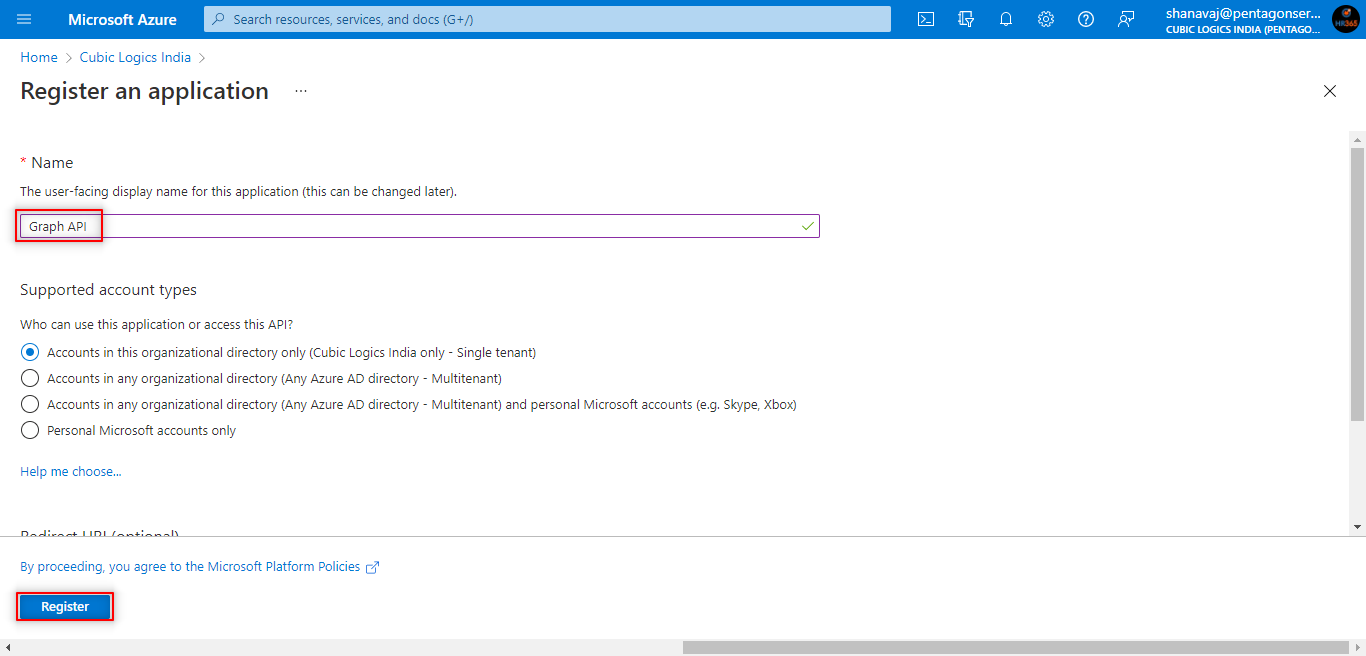 Microsoft Azure
Search resources, services, and docs (G+/)
shanavaj@pentagonser...
CUBIC LOGICS INDIA (PENTAGO...
HR365
Home > Cubic Logics India >
Register an application ...
* Name
The user-facing display name for this application (this can be changed later).
Graph API
Supported account types
Who can use this application or access this API?
Accounts in this organizational directory only (Cubic Logics India only - Single tenant)
Accounts in any organizational directory (Any Azure AD directory - Multitenant)
Accounts in any organizational directory (Any Azure AD directory - Multitenant) and personal Microsoft accounts (e.g. Skype, Xbox)
Personal Microsoft accounts only
Help me choose...
Redirect URI (optional)
By proceeding, you agree to the Microsoft Platform Policies
Register